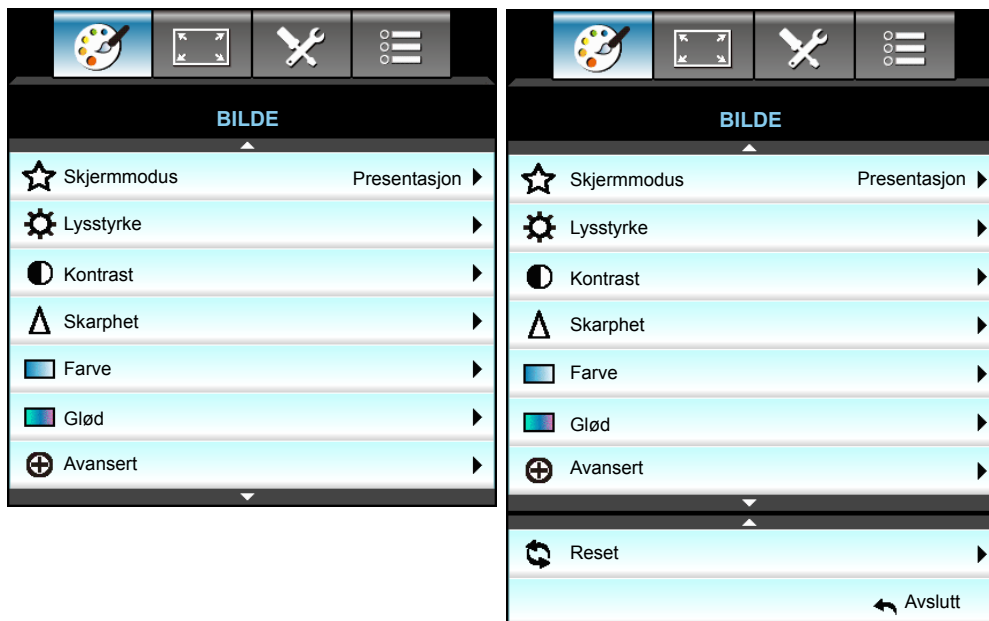 BILDE
Skjermmodus Presentasjon
Lysstyrke
Kontrast
Skarphet
Farve
Glød
Avansert
BILDE
Skjermmodus Presentasjon
Lysstyrke
Kontrast
Skarphet
Farve
Glød
Avansert
Reset
Avslutt